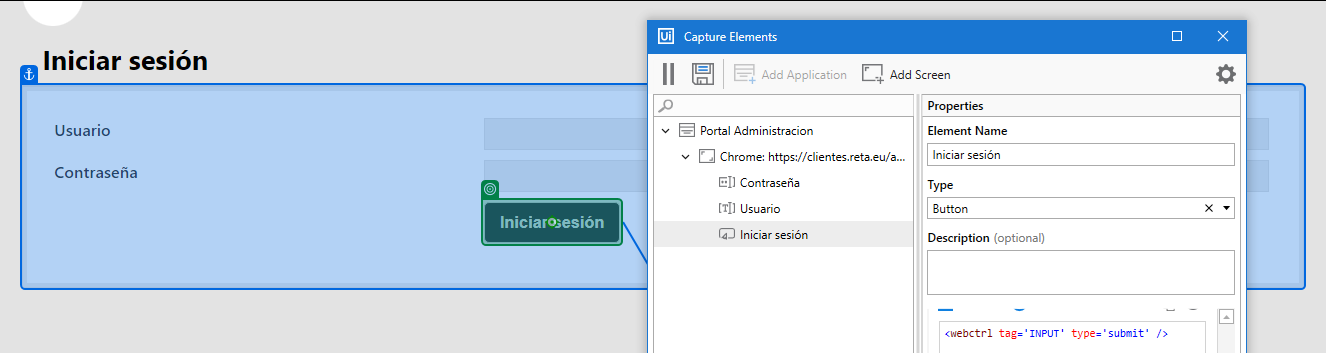 Iniciar sesión
Usuario
Contraseña
Iniciar sesión
Ui Capture Elements
Add Application Add Screen
Portal Administracion
Chrome: https://clientes.reta.eu/a...
Contraseña
Usuario
Iniciar sesión
Properties
Element Name
Iniciar sesión
Type
Button
Description (optional)
<webctrl tag='INPUT' type='submit' />